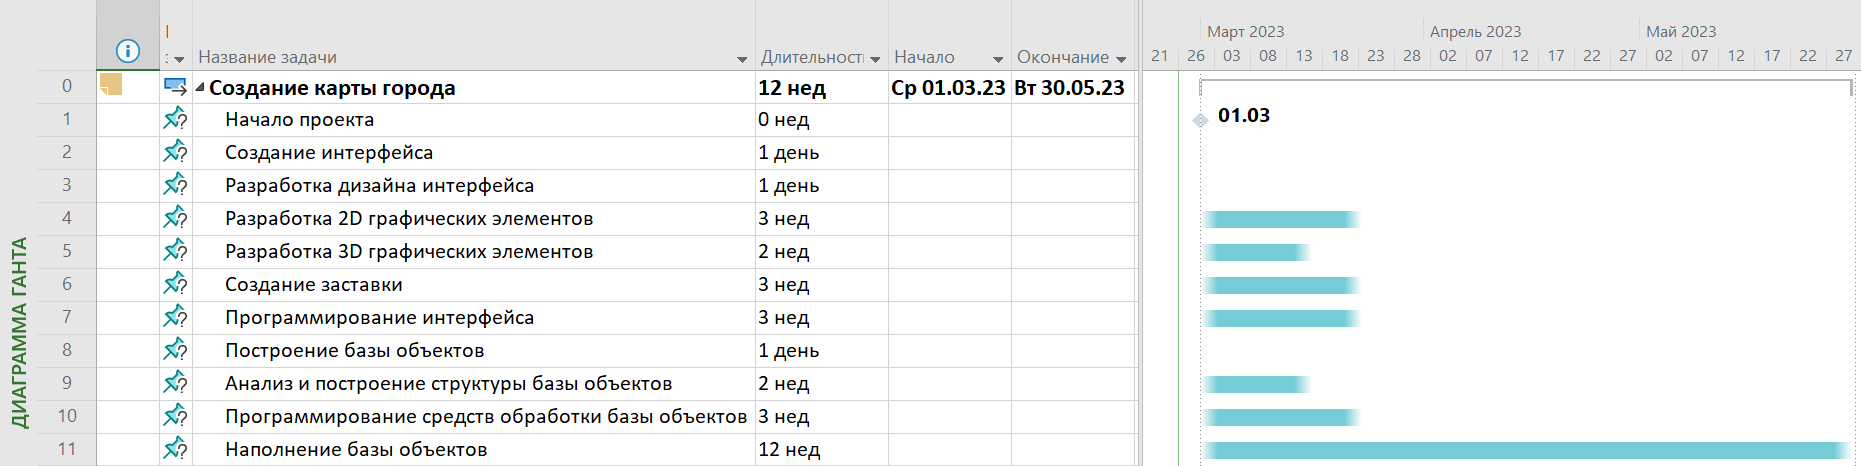 ДИАГРАММА ГАНТА
Название задачи Длительност Начало Окончание
Март 2023 Апрель 2023 Май 2023
21 26 03 08 13 18 23 28 02 07 12 17 22 27 02 07 12 17 22 27
0 Создание карты города 12 нед Ср 01.03.23 Вт 30.05.23
1 Начало проекта 0 нед 01.03
2 Создание интерфейса 1 день
3 Разработка дизайна интерфейса 1 день
4 Разработка 2D графических элементов 3 нед
5 Разработка 3D графических элементов 2 нед
6 Создание заставки 3 нед
7 Программирование интерфейса 3 нед
8 Построение базы объектов 1 день
9 Анализ и построение структуры базы объектов 2 нед
10 Программирование средств обработки базы объектов 3 нед
11 Наполнение базы объектов 12 нед